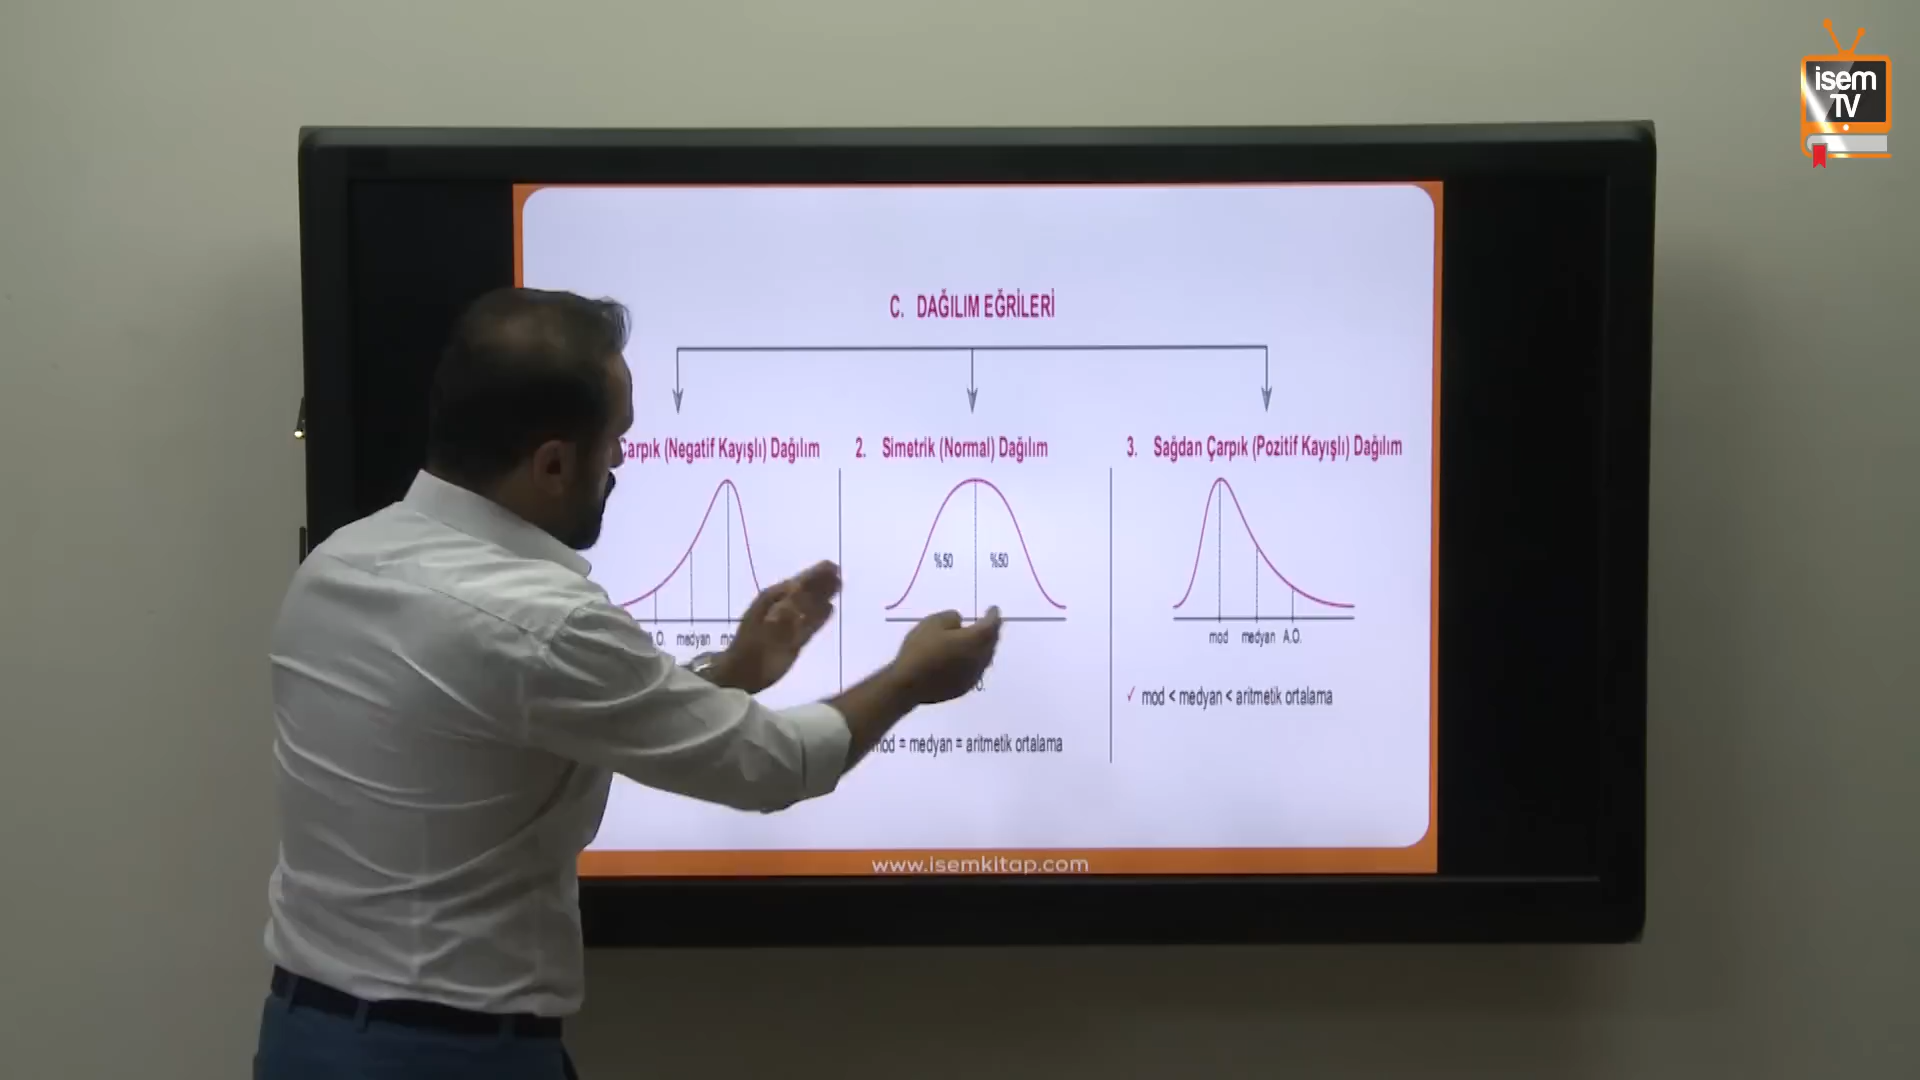 isem
TV
C. DAĞILIM EĞRİLERİ
Çarpık (Negatif Kayışlı) Dağılım
2. Simetrik (Normal) Dağılım
3. Sağdan Çarpık (Pozitif Kayışlı) Dağılım
%50 %50
medyan
mod medyan A.O.
✓ mod < medyan < aritmetik ortalama
mod = medyan = aritmetik ortalama
www.isemkitap.com